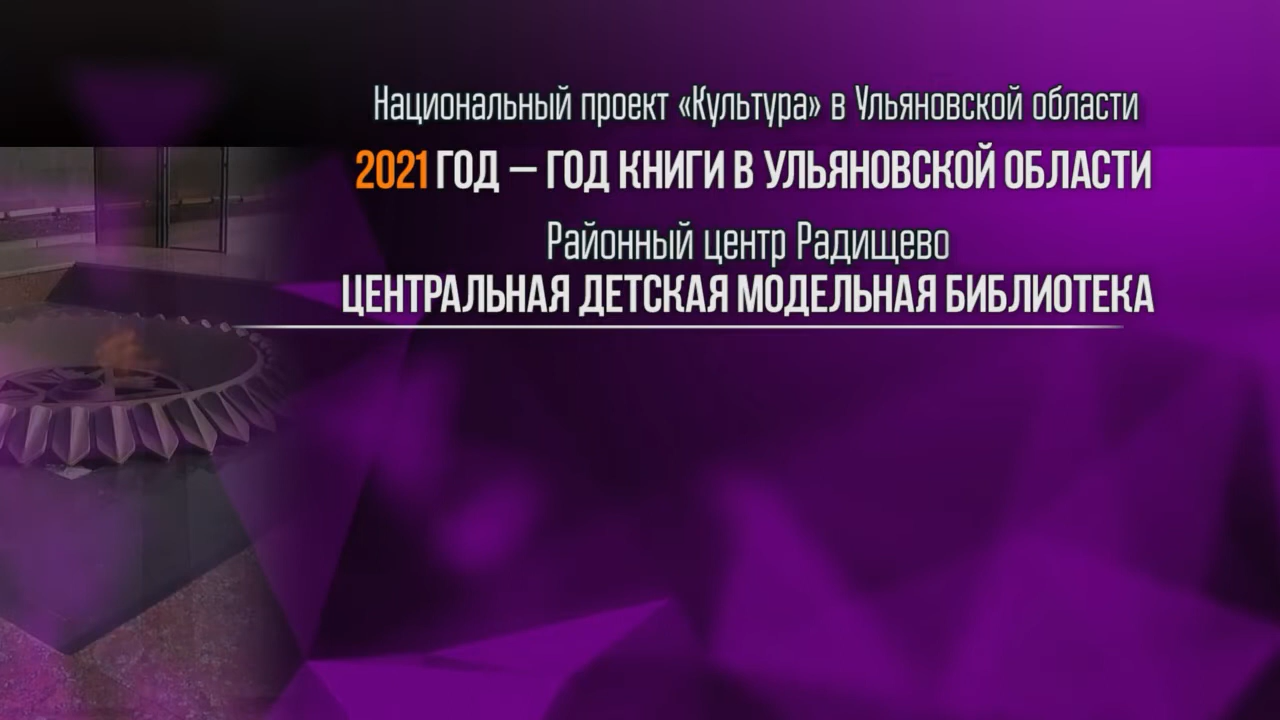 Национальный проект «Культура» в Ульяновской области
2021 ГОД – ГОД КНИГИ В УЛЬЯНОВСКОЙ ОБЛАСТИ
Районный центр Радищево
ЦЕНТРАЛЬНАЯ ДЕТСКАЯ МОДЕЛЬНАЯ БИБЛИОТЕКА